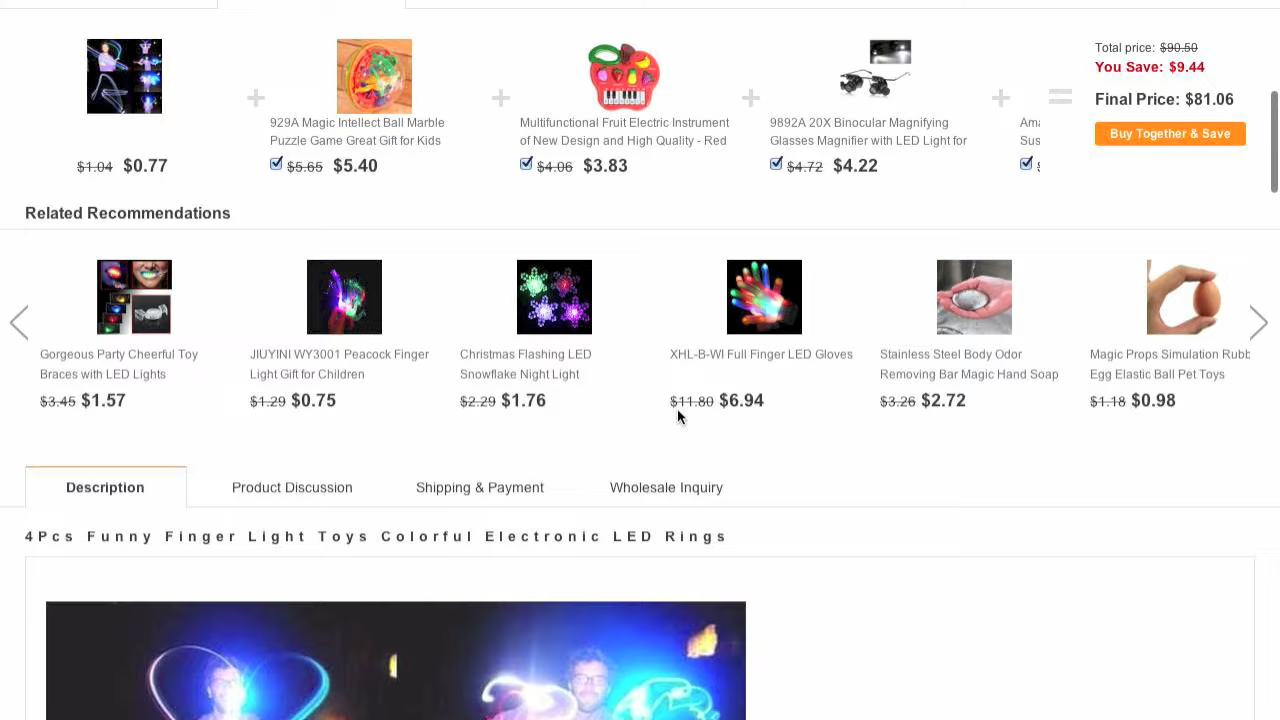 Total price: $90.50
You Save: $9.44
Final Price: $81.06
Buy Together & Save
929A Magic Intellect Ball Marble
Puzzle Game Great Gift for Kids
Multifunctional Fruit Electric Instrument
of New Design and High Quality - Red
9892A 20X Binocular Magnifying
Glasses Magnifier with LED Light for
$1.04 $0.77
$5.65 $5.40
$4.06 $3.83
$4.72 $4.22
Related Recommendations
Gorgeous Party Cheerful Toy
Braces with LED Lights
$3.45 $1.57
JIUYINI WY3001 Peacock Finger
Light Gift for Children
$1.29 $0.75
Christmas Flashing LED
Snowflake Night Light
$2.29 $1.76
XHL-B-WI Full Finger LED Gloves
$11.80 $6.94
Stainless Steel Body Odor
Removing Bar Magic Hand Soap
$3.26 $2.72
Magic Props Simulation Rubb
Egg Elastic Ball Pet Toys
$1.18 $0.98
Description
Product Discussion
Shipping & Payment
Wholesale Inquiry
4Pcs Funny Finger Light Toys Colorful Electronic LED Rings